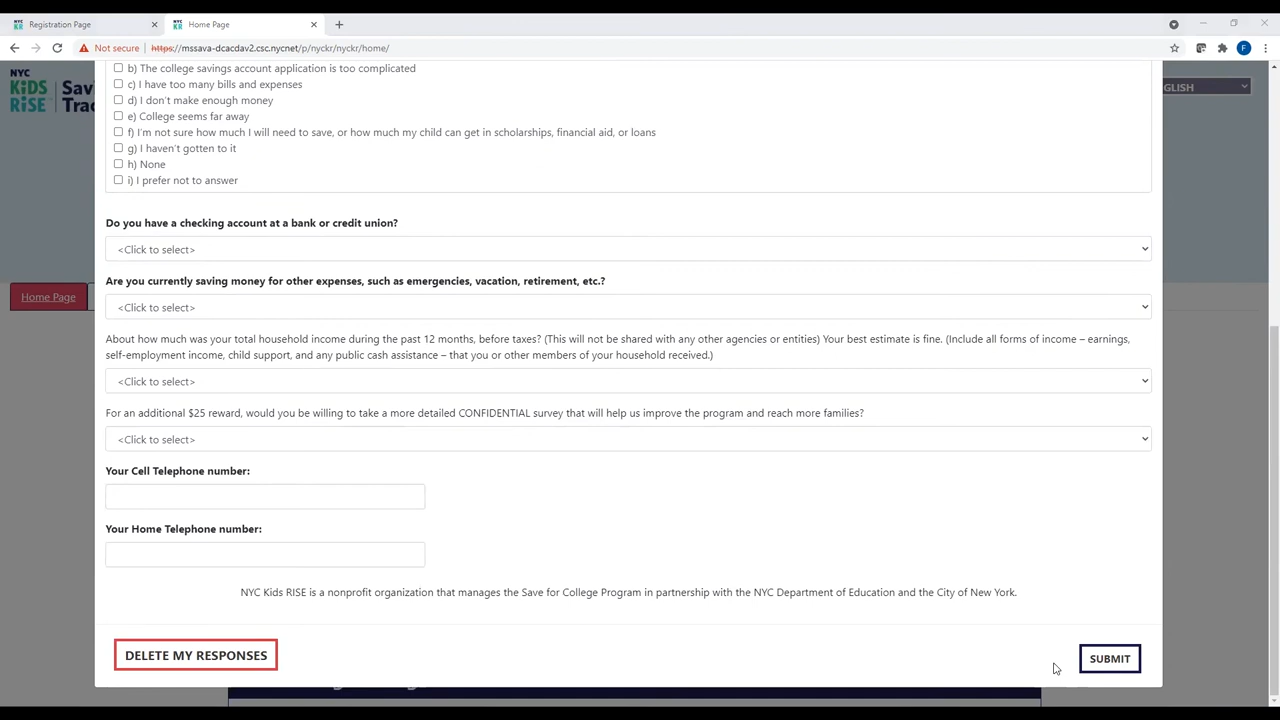 NYC KR Registration Page
NYC KR Home Page
Not secure https://mssava-dcacdav2.csc.nycnet/p/nyckr/nyckr/home/
F
NYC
KiDS
RiSE
Savi
Trac
GLISH
b) The college savings account application is too complicated
c) I have too many bills and expenses
d) I don't make enough money
e) College seems far away
f) I'm not sure how much I will need to save, or how much my child can get in scholarships, financial aid, or loans
g) I haven't gotten to it
h) None
i) I prefer not to answer
Do you have a checking account at a bank or credit union?
<Click to select>
Are you currently saving money for other expenses, such as emergencies, vacation, retirement, etc.?
Home Page
<Click to select>
About how much was your total household income during the past 12 months, before taxes? (This will not be shared with any other agencies or entities) Your best estimate is fine. (Include all forms of income – earnings,
self-employment income, child support, and any public cash assistance – that you or other members of your household received.)
<Click to select>
For an additional $25 reward, would you be willing to take a more detailed CONFIDENTIAL survey that will help us improve the program and reach more families?
<Click to select>
Your Cell Telephone number:
Your Home Telephone number:
NYC Kids RISE is a nonprofit organization that manages the Save for College Program in partnership with the NYC Department of Education and the City of New York.
DELETE MY RESPONSES
SUBMIT